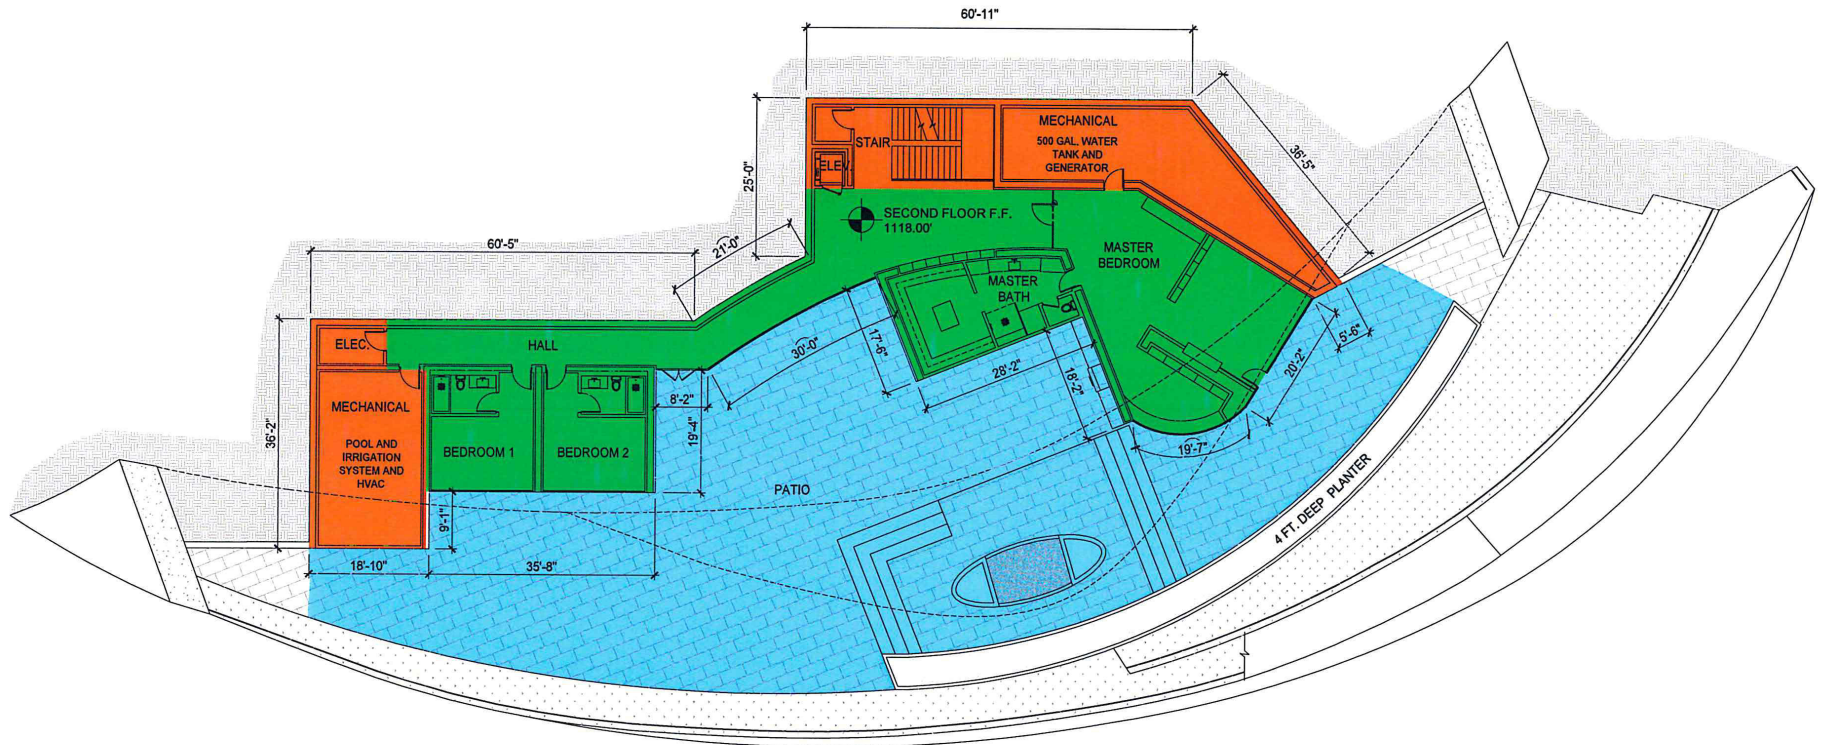 60'-11"
MECHANICAL
500 GAL. WATER
TANK AND
GENERATOR
STAIR
ELEV.
36'-5"
25'-0"
SECOND FLOOR F.F.
1118.00'
60'-5"
21'-0"
MASTER
BEDROOM
MASTER
BATH
ELEC.
HALL
30'-0"
17'-6"
28'-2"
18'-2"
20'-2"
5'-6"
36'-2"
MECHANICAL
POOL AND
IRRIGATION
SYSTEM AND
HVAC
BEDROOM 1
BEDROOM 2
8'-2"
19'-4"
19'-7"
PATIO
9'-1"
4 FT. DEEP PLANTER
18'-10"
35'-8"